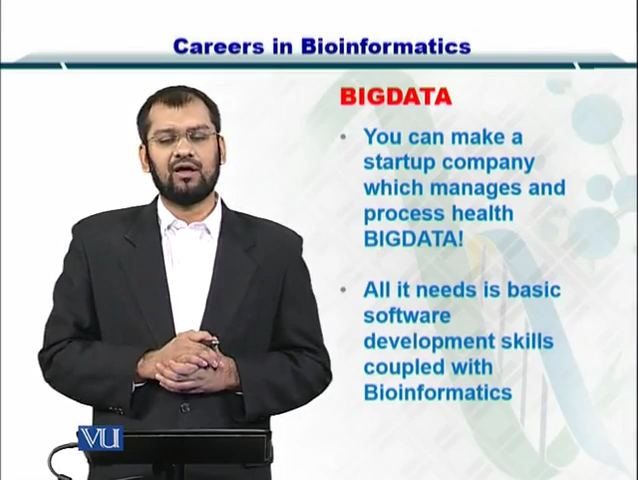 Careers in Bioinformatics
BIGDATA
• You can make a
startup company
which manages and
process health
BIGDATA!
• All it needs is basic
software
development skills
coupled with
Bioinformatics
VU